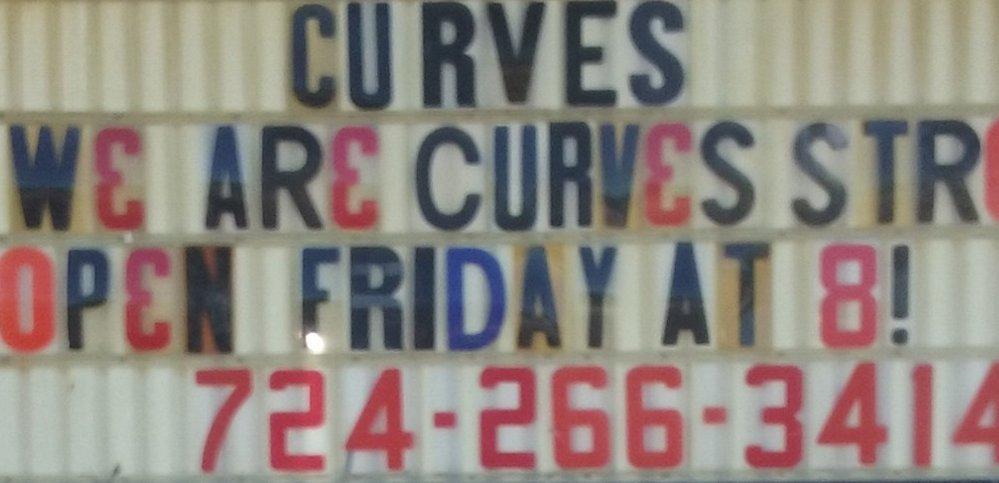 CURVES
WE ARE CURVES STR
OPEN FRIDAY AT 8!
724-266-3414